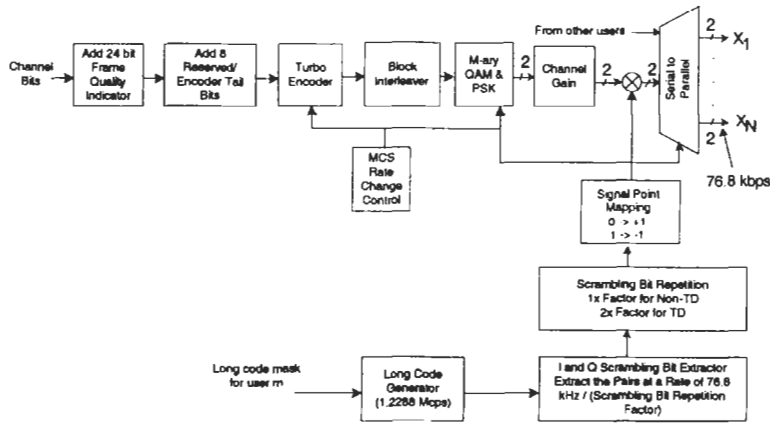 From other users
2
X1
Channel
Bits
Add 24 bit
Frame
Quality
Indicator
Add 8
Reserved/
Encoder Tail
Bits
Turbo
Encoder
Block
Interleaver
M-ary
QAM &
PSK
2
Channel
Gain
2
2
Serial to
Parallel
2
XN
76.8 kbps
MCS
Rate
Change
Control
Signal Point
Mapping
0 -> +1
1 -> -1
Scrambling Bit Repetition
1x Factor for Non-TD
2x Factor for TD
Long code mask
for user m
Long Code
Generator
(1.2288 Mcps)
I and Q Scrambling Bit Extractor
Extract the Pairs at a Rate of 76.8
kHz / (Scrambling Bit Repetition
Factor)